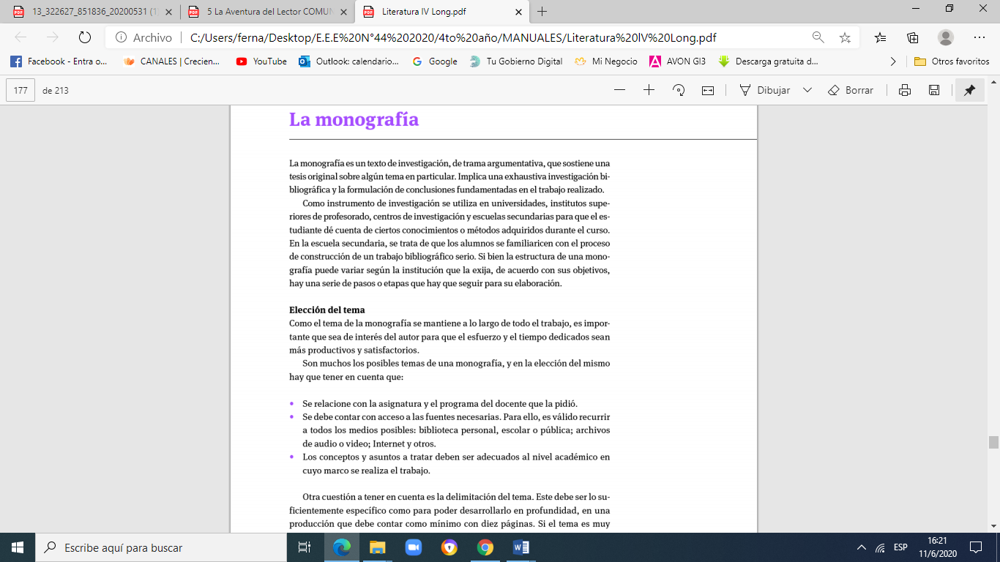 13_322627_851836_20200531 (1)
5 La Aventura del Lector COMUN
Literatura IV Long.pdf
Archivo
C:/Users/ferna/Desktop/E.E.E%20N°44%202020/4to%20año/MANUALES/Literatura%20lV%20Long.pdf
Facebook - Entra o...
CANALES | Crecien...
YouTube
Outlook: calendario...
Google
Tu Gobierno Digital
Mi Negocio
AVON GI3
Descarga gratuita d...
Otros favoritos
177
de 213
Dibujar
Borrar
La monografía
La monografía es un texto de investigación, de trama argumentativa, que sostiene una
tesis original sobre algún tema en particular. Implica una exhaustiva investigación bi-
bliográfica y la formulación de conclusiones fundamentadas en el trabajo realizado.
Como instrumento de investigación se utiliza en universidades, institutos supe-
riores de profesorado, centros de investigación y escuelas secundarias para que el es-
tudiante dé cuenta de ciertos conocimientos o métodos adquiridos durante el curso.
En la escuela secundaria, se trata de que los alumnos se familiaricen con el proceso
de construcción de un trabajo bibliográfico serio. Si bien la estructura de una mono-
grafía puede variar según la institución que la exija, de acuerdo con sus objetivos,
hay una serie de pasos o etapas que hay que seguir para su elaboración.
Elección del tema
Como el tema de la monografía se mantiene a lo largo de todo el trabajo, es impor-
tante que sea de interés del autor para que el esfuerzo y el tiempo dedicados sean
más productivos y satisfactorios.
Son muchos los posibles temas de una monografía, y en la elección del mismo
hay que tener en cuenta que:
• Se relacione con la asignatura y el programa del docente que la pidió.
• Se debe contar con acceso a las fuentes necesarias. Para ello, es válido recurrir
a todos los medios posibles: biblioteca personal, escolar o pública; archivos
de audio o video; Internet y otros.
• Los conceptos y asuntos a tratar deben ser adecuados al nivel académico en
cuyo marco se realiza el trabajo.
Otra cuestión a tener en cuenta es la delimitación del tema. Este debe ser lo su-
ficientemente específico como para poder desarrollarlo en profundidad, en una
producción que debe contar como mínimo con diez páginas. Si el tema es muy
Escribe aquí para buscar
ESP
16:21
11/6/2020